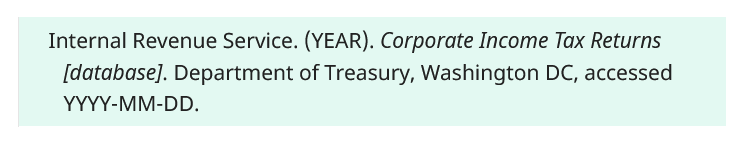 Internal Revenue Service. (YEAR). Corporate Income Tax Returns
[database]. Department of Treasury, Washington DC, accessed
YYYY-MM-DD.